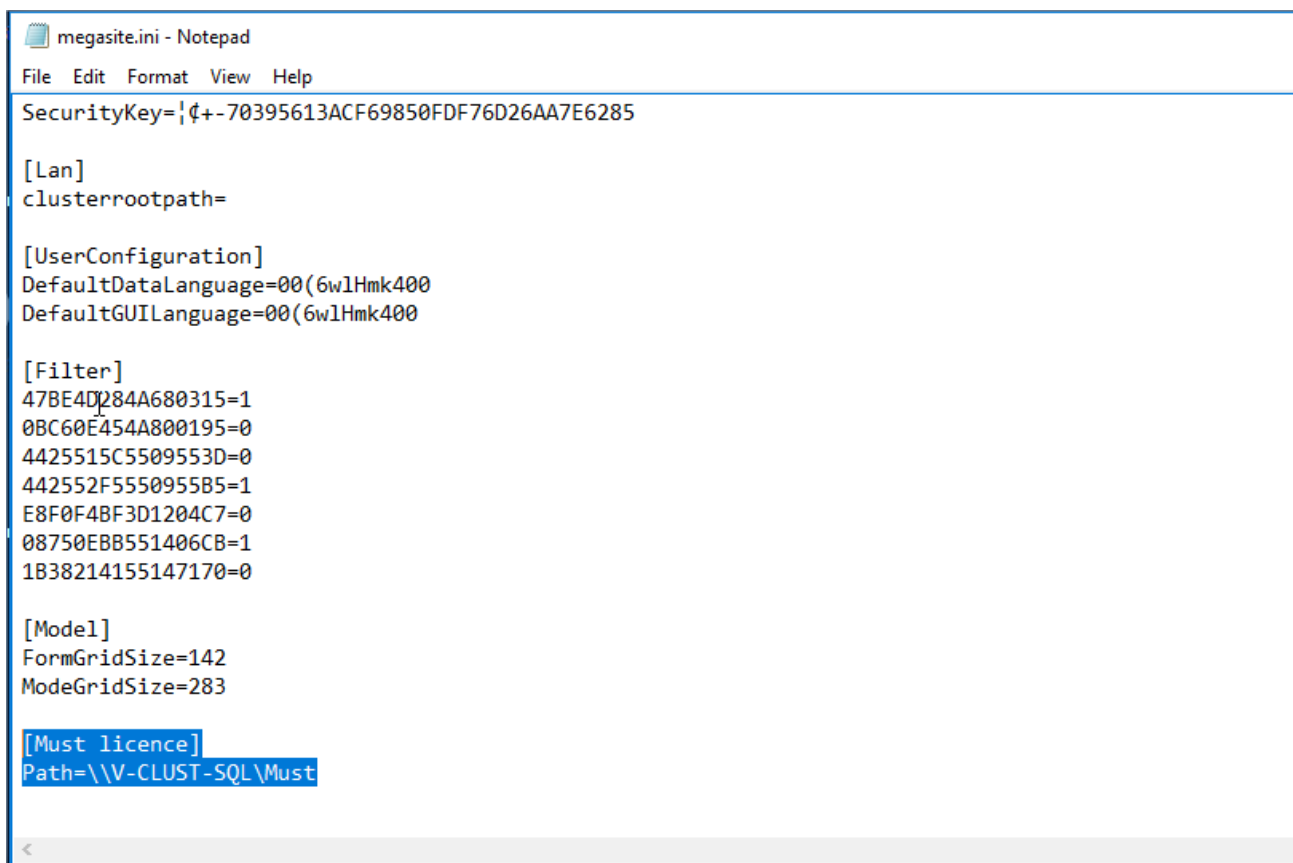 megasite.ini - Notepad
File Edit Format View Help
SecurityKey=¦¢+-70395613ACF69850FDF76D26AA7E6285
[Lan]
clusterrootpath=
[UserConfiguration]
DefaultDataLanguage=00(6wlHmk400
DefaultGUILanguage=00(6wlHmk400
[Filter]
47BE4D284A680315=1
0BC60E454A800195=0
4425515C5509553D=0
442552F5550955B5=1
E8F0F4BF3D1204C7=0
08750EBB551406CB=1
1B38214155147170=0
[Model]
FormGridSize=142
ModeGridSize=283
[Must licence]
Path=\\V-CLUST-SQL\Must